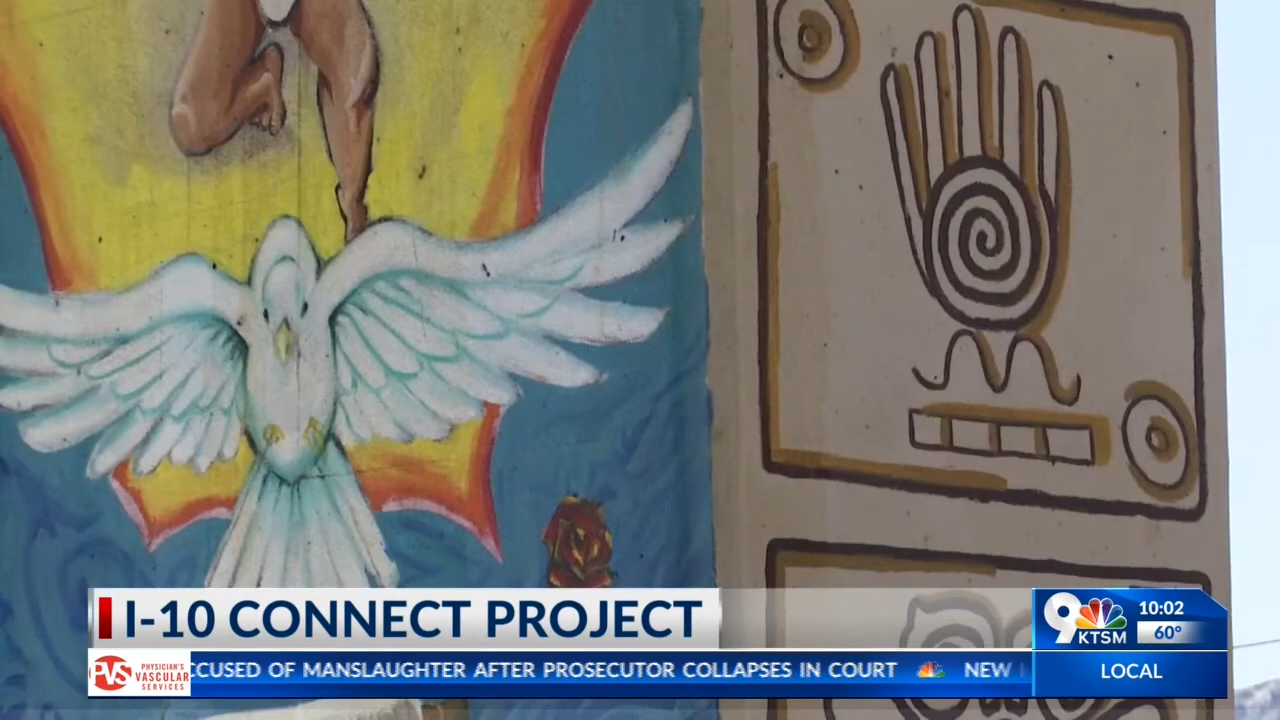 I-10 CONNECT PROJECT
9 KTSM
10:02
60°
PVS PHYSICIAN'S VASCULAR SERVICES
CCUSED OF MANSLAUGHTER AFTER PROSECUTOR COLLAPSES IN COURT NEW
LOCAL